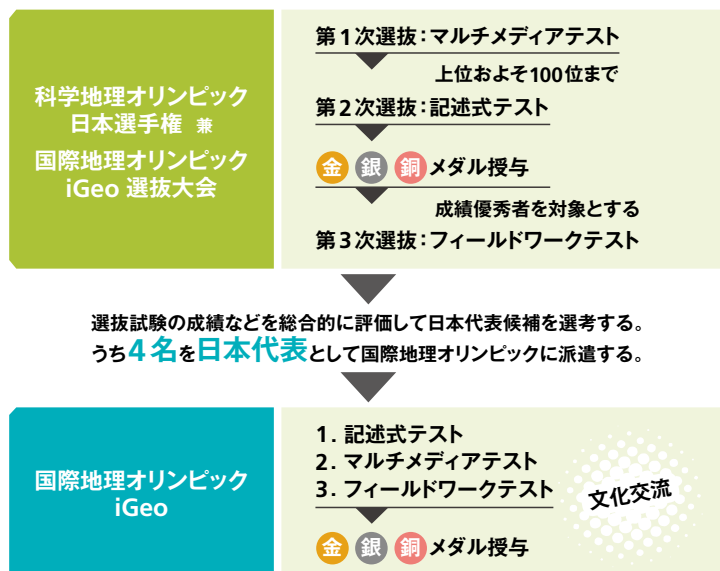 科学地理オリンピック
日本選手権 兼
国際地理オリンピック
iGeo 選抜大会
第1次選抜：マルチメディアテスト
上位およそ100位まで
第2次選抜：記述式テスト
金 銀 銅 メダル授与
成績優秀者を対象とする
第3次選抜：フィールドワークテスト
選抜試験の成績などを総合的に評価して日本代表候補を選考する。
うち4名を日本代表として国際地理オリンピックに派遣する。
国際地理オリンピック
iGeo
1. 記述式テスト
2. マルチメディアテスト
3. フィールドワークテスト
文化交流
金 銀 銅 メダル授与